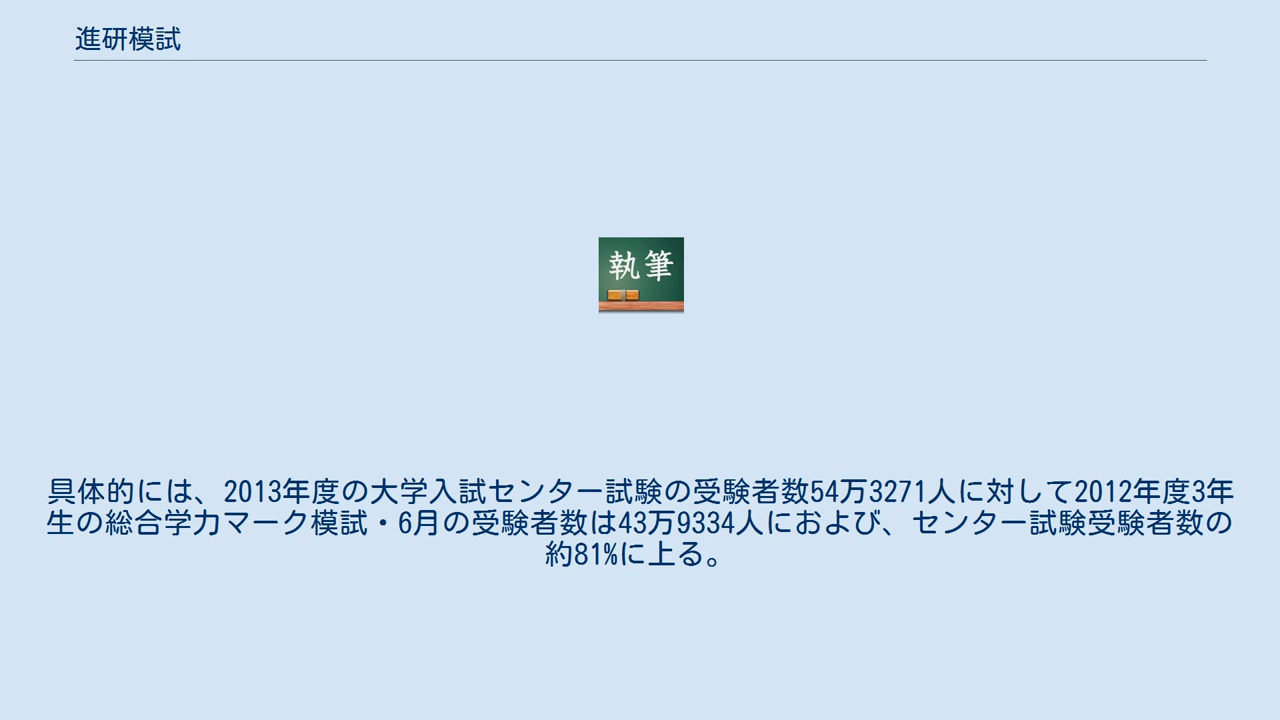 進研模試
執筆
具体的には、2013年度の大学入試センター試験の受験者数54万3271人に対して2012年度3年
生の総合学力マーク模試・6月の受験者数は43万9334人におよび、センター試験受験者数の
約81%に上る。